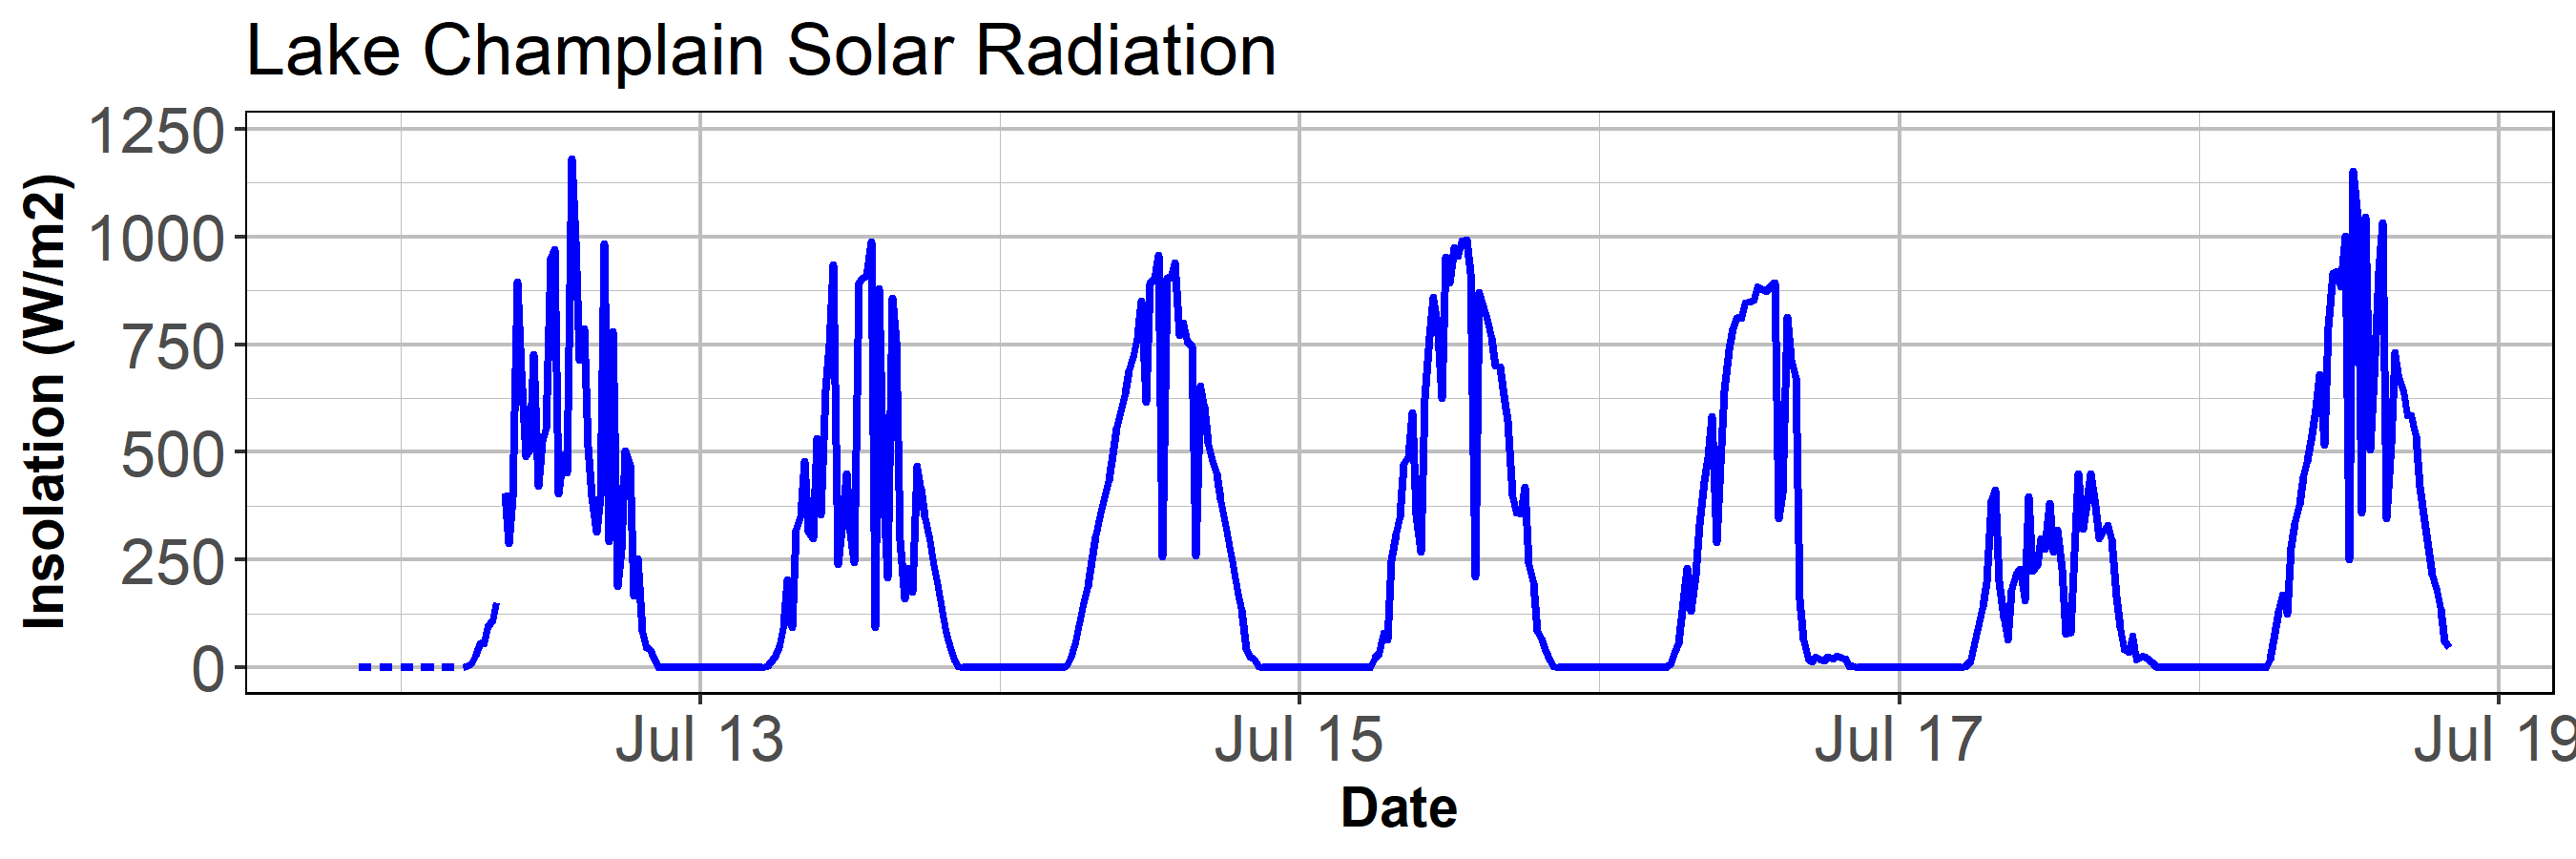 Lake Champlain Solar Radiation
1250
1000
750
500
250
0
Insolation (W/m2)
Jul 13 Jul 15 Jul 17 Jul 19
Date